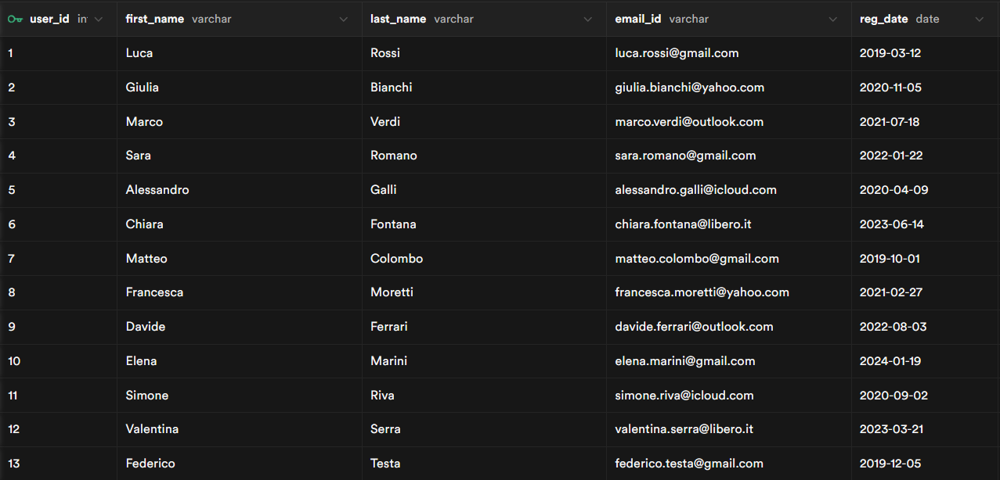 user_id in first_name varchar last_name varchar email_id varchar reg_date date
1 Luca Rossi luca.rossi@gmail.com 2019-03-12
2 Giulia Bianchi giulia.bianchi@yahoo.com 2020-11-05
3 Marco Verdi marco.verdi@outlook.com 2021-07-18
4 Sara Romano sara.romano@gmail.com 2022-01-22
5 Alessandro Galli alessandro.galli@icloud.com 2020-04-09
6 Chiara Fontana chiara.fontana@libero.it 2023-06-14
7 Matteo Colombo matteo.colombo@gmail.com 2019-10-01
8 Francesca Moretti francesca.moretti@yahoo.com 2021-02-27
9 Davide Ferrari davide.ferrari@outlook.com 2022-08-03
10 Elena Marini elena.marini@gmail.com 2024-01-19
11 Simone Riva simone.riva@icloud.com 2020-09-02
12 Valentina Serra valentina.serra@libero.it 2023-03-21
13 Federico Testa federico.testa@gmail.com 2019-12-05